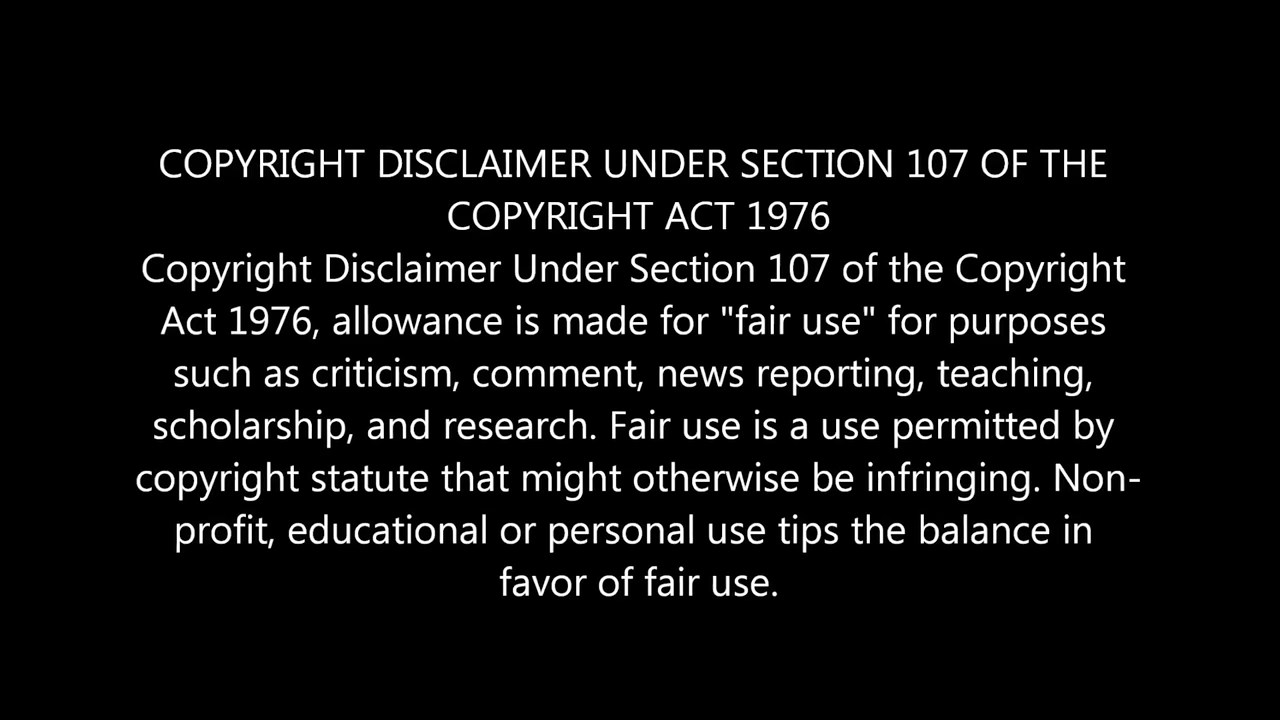 COPYRIGHT DISCLAIMER UNDER SECTION 107 OF THE
COPYRIGHT ACT 1976
Copyright Disclaimer Under Section 107 of the Copyright
Act 1976, allowance is made for "fair use" for purposes
such as criticism, comment, news reporting, teaching,
scholarship, and research. Fair use is a use permitted by
copyright statute that might otherwise be infringing. Non-
profit, educational or personal use tips the balance in
favor of fair use.